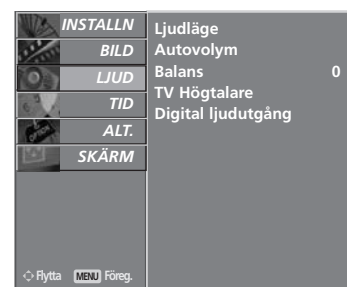 INSTALLN
BILD
LJUD
TID
ALT.
SKÄRM
Ljudläge
Autovolym
Balans 0
TV Högtalare
Digital ljudutgång
Flytta MENU Föreg.